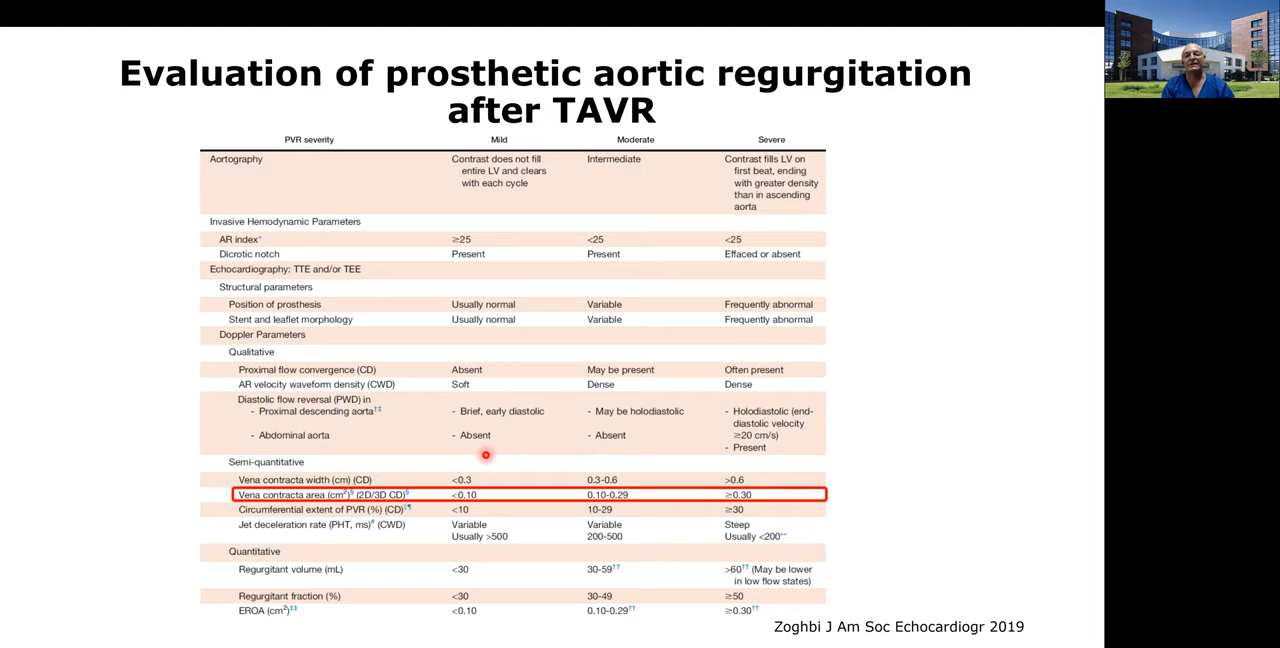 Evaluation of prosthetic aortic regurgitation
after TAVR
PVR severity Mild Moderate Severe
Aortography Contrast does not fill Intermediate Contrast fills LV on
entire LV and clears first beat, ending
with each cycle with greater density
than in ascending
aorta
Invasive Hemodynamic Parameters
AR index* ≥25 <25 <25
Dicrotic notch Present Present Effaced or absent
Echocardiography: TTE and/or TEE
Structural parameters
Position of prosthesis Usually normal Variable Frequently abnormal
Stent and leaflet morphology Usually normal Variable Frequently abnormal
Doppler Parameters
Qualitative
Proximal flow convergence (CD) Absent May be present Often present
AR velocity waveform density (CWD) Soft Dense Dense
Diastolic flow reversal (PWD) in
- Proximal descending aorta†‡ - Brief, early diastolic - May be holodiastolic - Holodiastolic (end-
diastolic velocity
- Abdominal aorta - Absent - Absent ≥20 cm/s)
- Present
Semi-quantitative
Vena contracta width (cm) (CD) <0.3 0.3-0.6 >0.6
Vena contracta area (cm²)§ (2D/3D CD)§ <0.10 0.10-0.29 ≥0.30
Circumferential extent of PVR (%) (CD)¶ <10 10-29 ≥30
Jet deceleration rate (PHT, ms)# (CWD) Variable Variable Steep
Usually >500 200-500 Usually <200**
Quantitative
Regurgitant volume (mL) <30 30-59†† >60†† (May be lower
in low flow states)
Regurgitant fraction (%) <30 30-49 ≥50
EROA (cm²)‡‡ <0.10 0.10-0.29†† ≥0.30††
Zoghbi J Am Soc Echocardiogr 2019